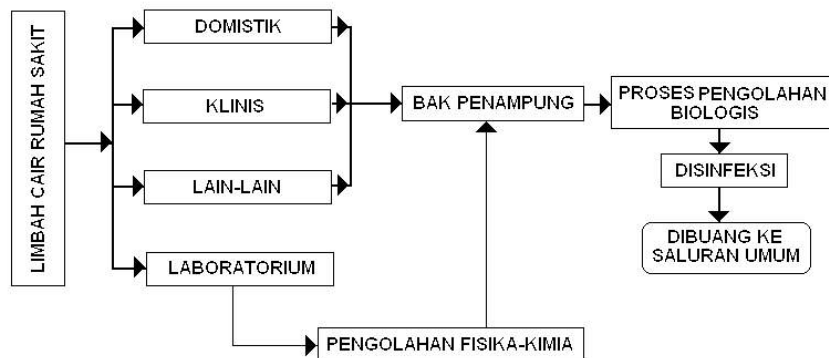 LIMBAH CAIR RUMAH SAKIT
DOMISTIK
KLINIS
LAIN-LAIN
LABORATORIUM
PENGOLAHAN FISIKA-KIMIA
BAK PENAMPUNG
PROSES PENGOLAHAN
BIOLOGIS
DISINFEKSI
DIBUANG KE
SALURAN UMUM